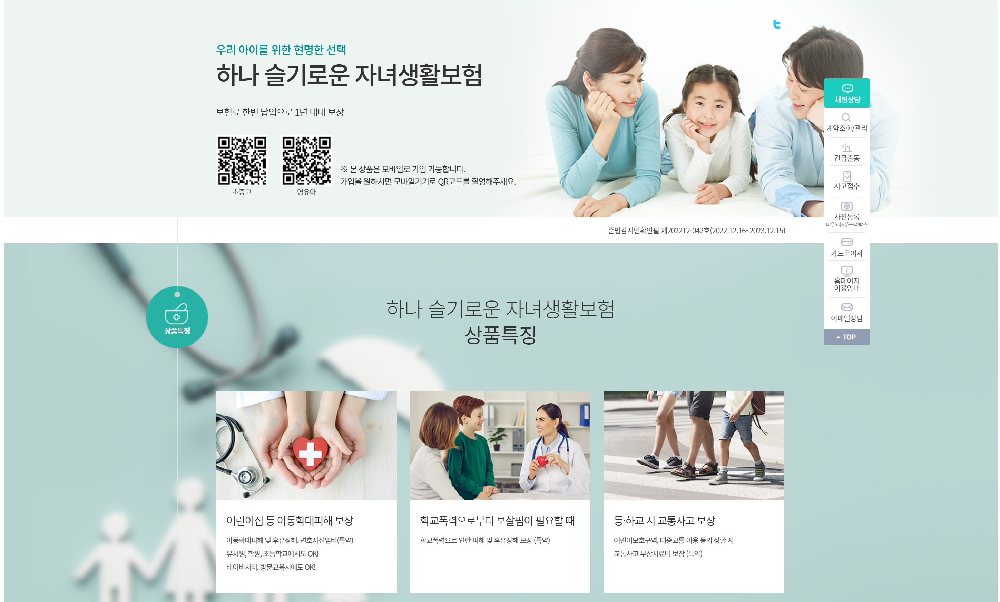 우리 아이를 위한 현명한 선택
하나 슬기로운 자녀생활보험
보험료 한번 납입으로 1년 내내 보장
※ 본 상품은 모바일로 가입 가능합니다.
가입을 원하시면 모바일기기로 QR코드를 촬영해주세요.
초중고
영유아
준법감시인확인필 제202212-042호(2022.12.16~2023.12.15)
채팅상담
계약조회/관리
긴급출동
사고접수
사진등록
마일리지/블랙박스
카드무이자
홈페이지
이용안내
이메일상담
TOP
상품특징
하나 슬기로운 자녀생활보험
상품특징
어린이집 등 아동학대피해 보장
아동학대피해 및 후유장해, 변호사선임비(특약)
유치원, 학원, 초등학교에서도 OK!
베이비시터, 방문교육시에도 OK!
학교폭력으로부터 보살핌이 필요할 때
학교폭력으로 인한 피해 및 후유장해 보장 (특약)
등·하교 시 교통사고 보장
어린이보호구역, 대중교통 이용 등의 상황 시
교통사고 부상치료비 보장 (특약)